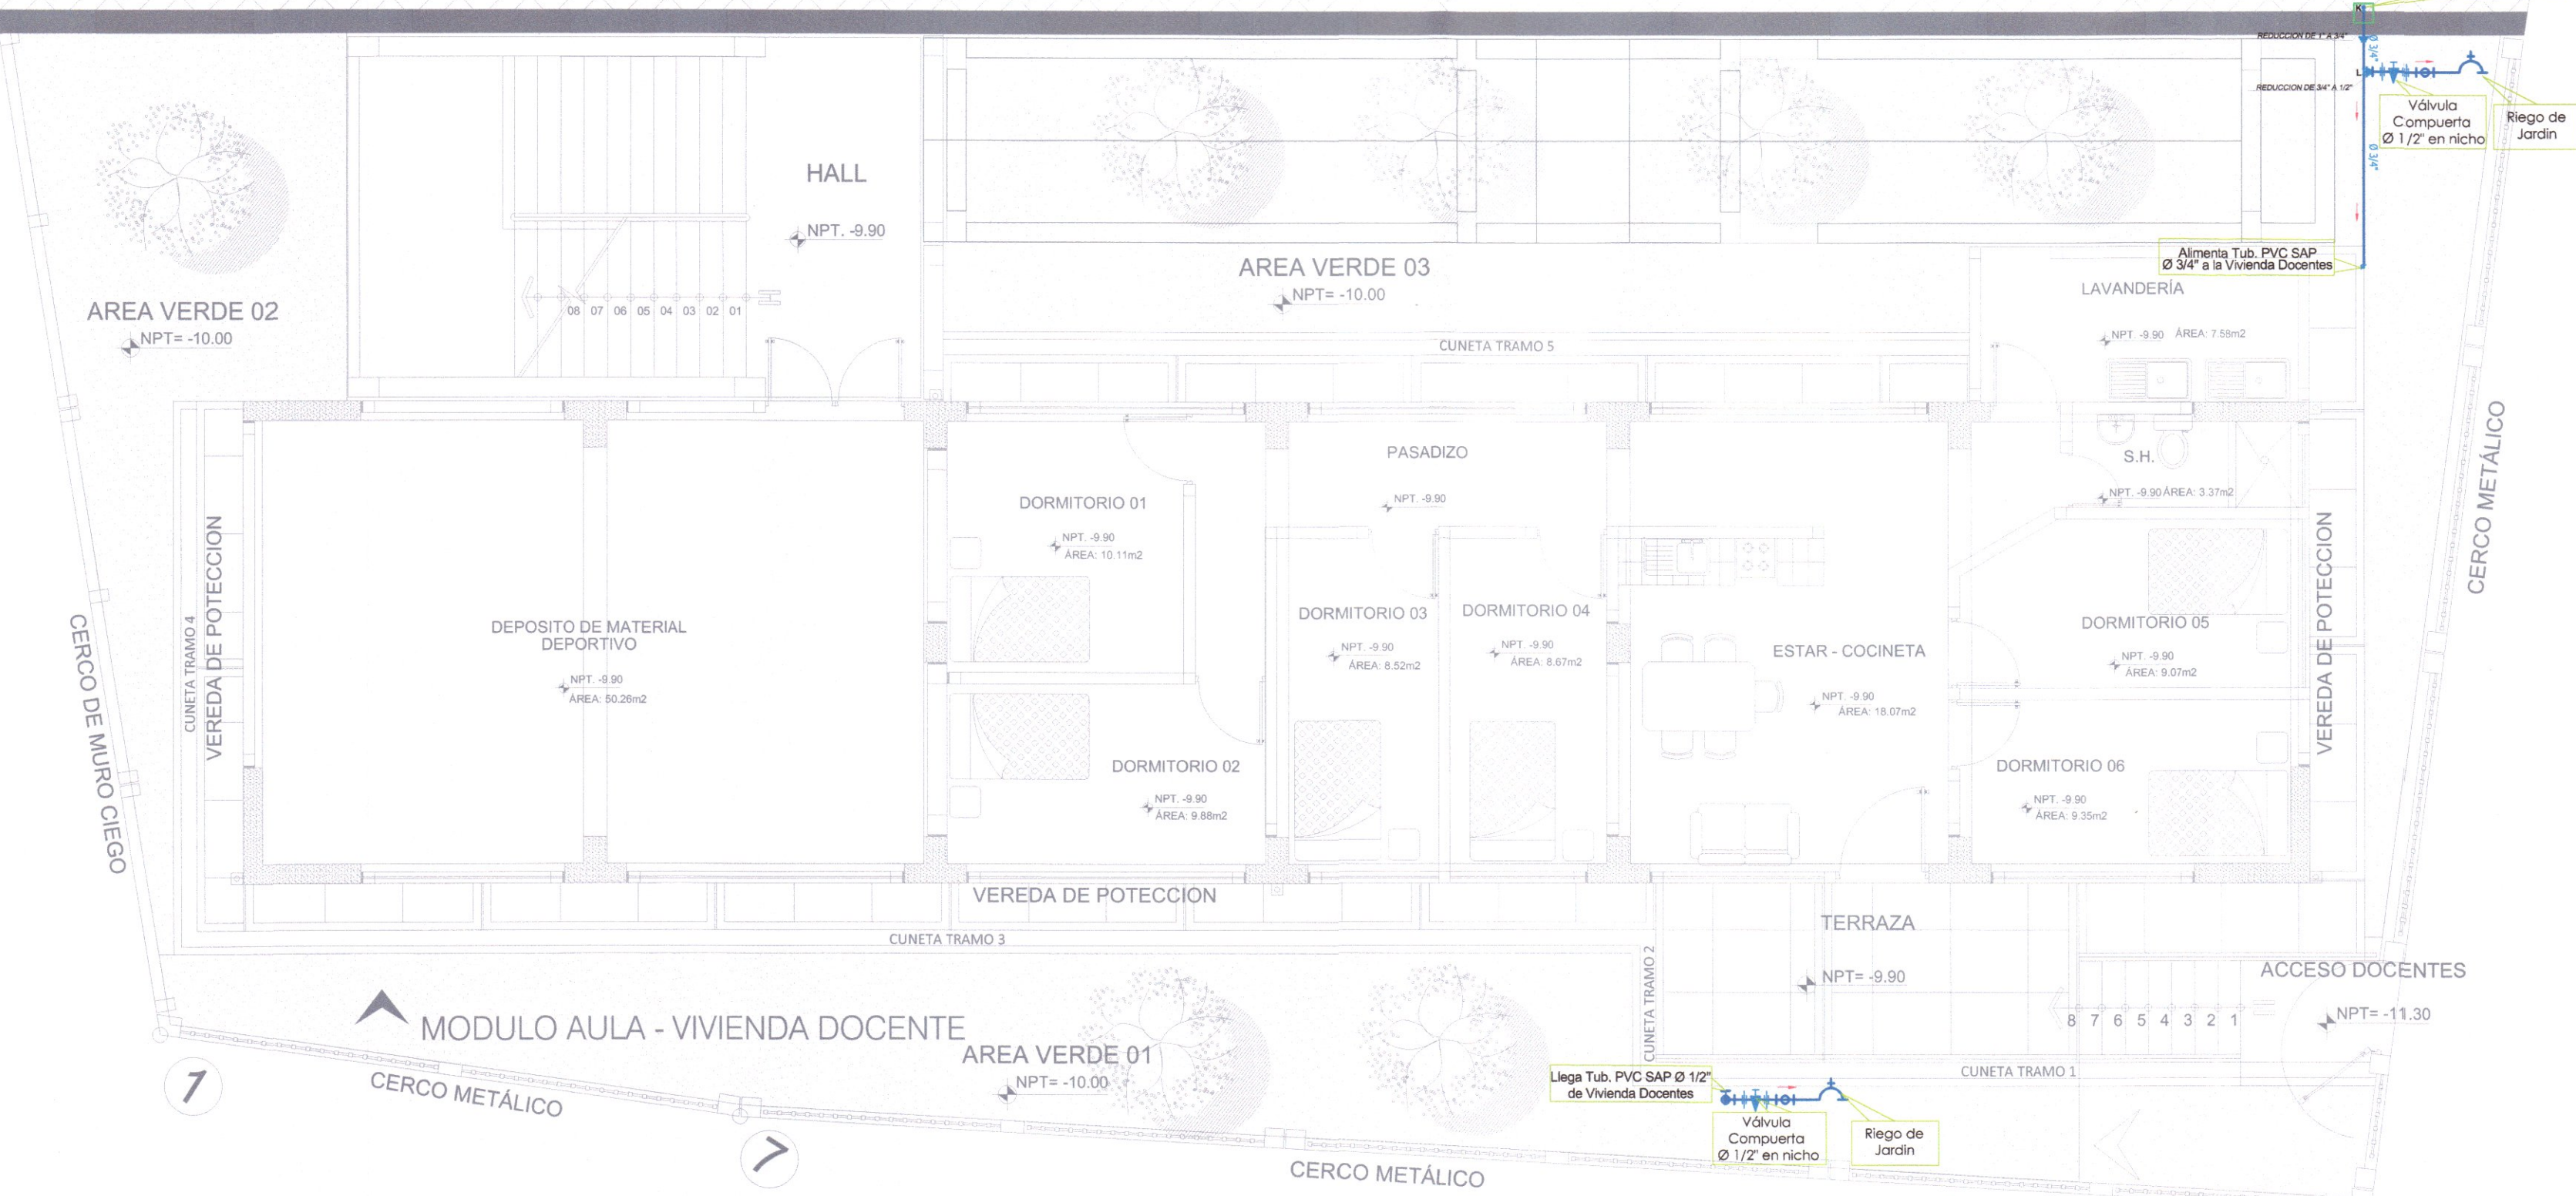 K
REDUCCION DE 1" A 3/4"
Ø 3/4"
L
REDUCCION DE 3/4" A 1/2"
Ø 3/4"
Válvula
Compuerta
Ø 1/2" en nicho
Riego de
Jardin
Alimenta Tub. PVC SAP
Ø 3/4" a la Vivienda Docentes
HALL
NPT. -9.90
AREA VERDE 03
NPT= -10.00
AREA VERDE 02
NPT= -10.00
08 07 06 05 04 03 02 01
LAVANDERÍA
NPT. -9.90 ÁREA: 7.58m2
CUNETA TRAMO 5
CERCO METÁLICO
PASADIZO
NPT. -9.90
S.H.
NPT. -9.90 ÁREA: 3.37m2
DORMITORIO 01
NPT. -9.90
ÁREA: 10.11m2
DEPOSITO DE MATERIAL
DEPORTIVO
NPT. -9.90
ÁREA: 50.26m2
DORMITORIO 03
NPT. -9.90
ÁREA: 8.52m2
DORMITORIO 04
NPT. -9.90
ÁREA: 8.67m2
ESTAR - COCINETA
NPT. -9.90
ÁREA: 18.07m2
DORMITORIO 05
NPT. -9.90
ÁREA: 9.07m2
DORMITORIO 02
NPT. -9.90
ÁREA: 9.88m2
DORMITORIO 06
NPT. -9.90
ÁREA: 9.35m2
CERCO DE MURO CIEGO
CUNETA TRAMO 4
VEREDA DE POTECCION
VEREDA DE POTECCION
VEREDA DE POTECCION
CUNETA TRAMO 3
CUNETA TRAMO 2
TERRAZA
NPT= -9.90
ACCESO DOCENTES
NPT= -11.30
8 7 6 5 4 3 2 1
MODULO AULA - VIVIENDA DOCENTE
AREA VERDE 01
NPT= -10.00
CUNETA TRAMO 1
1
CERCO METÁLICO
7
Llega Tub. PVC SAP Ø 1/2"
de Vivienda Docentes
Válvula
Compuerta
Ø 1/2" en nicho
Riego de
Jardin
CERCO METÁLICO